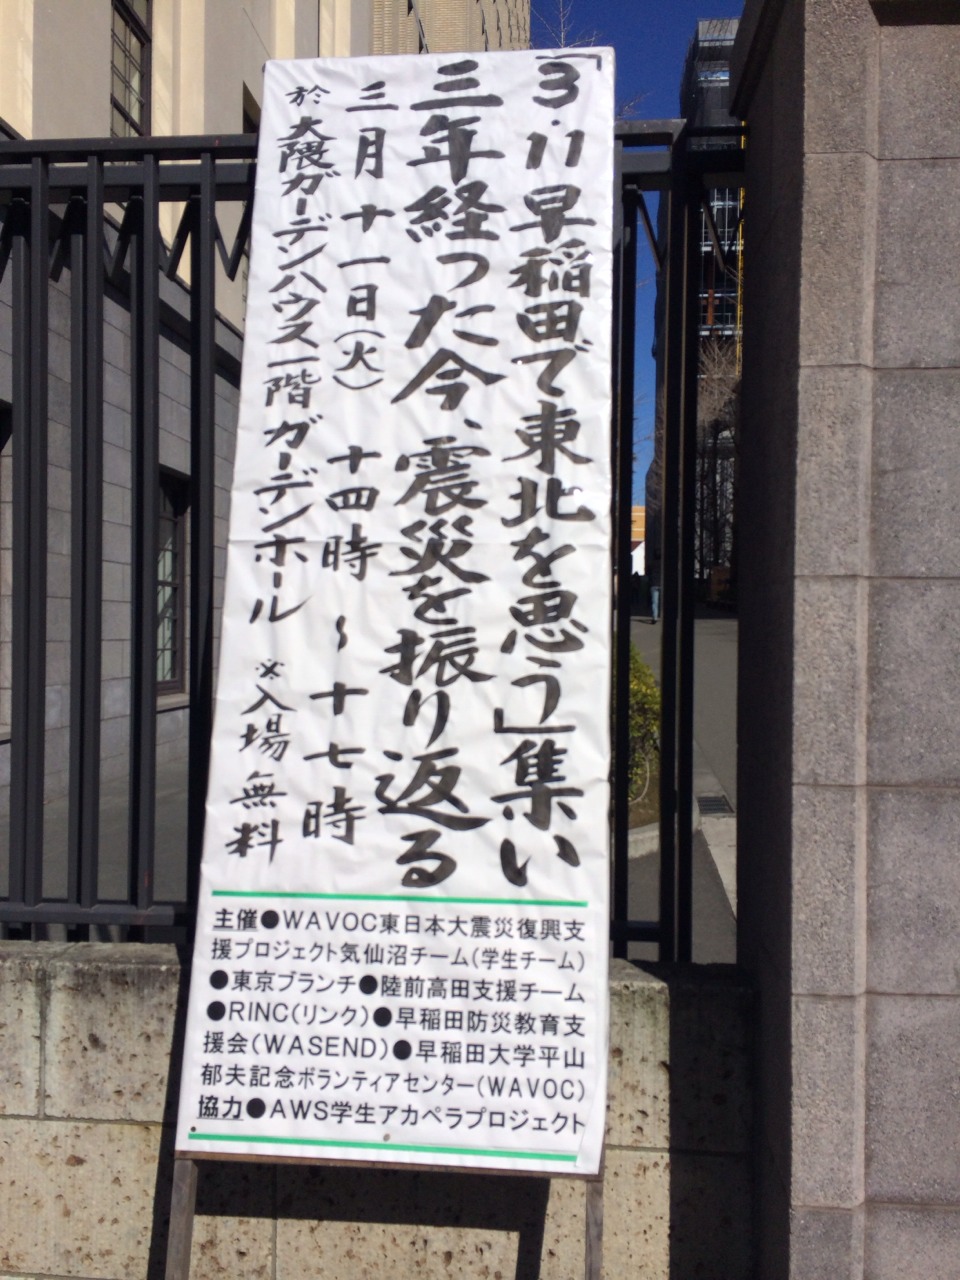 「3.11早稲田で東北を思う」集い
三年経った今、震災を振り返る
三月十一日(火) 十四時〜十七時
於 大隈ガーデンハウス一階ガーデンホール ※入場無料
主催●WAVOC東日本大震災復興支
援プロジェクト気仙沼チーム(学生チーム)
●東京ブランチ●陸前高田支援チーム
●RINC(リンク)●早稲田防災教育支
援会(WASEND)●早稲田大学平山
郁夫記念ボランティアセンター(WAVOC)
協力●AWS学生アカペラプロジェクト